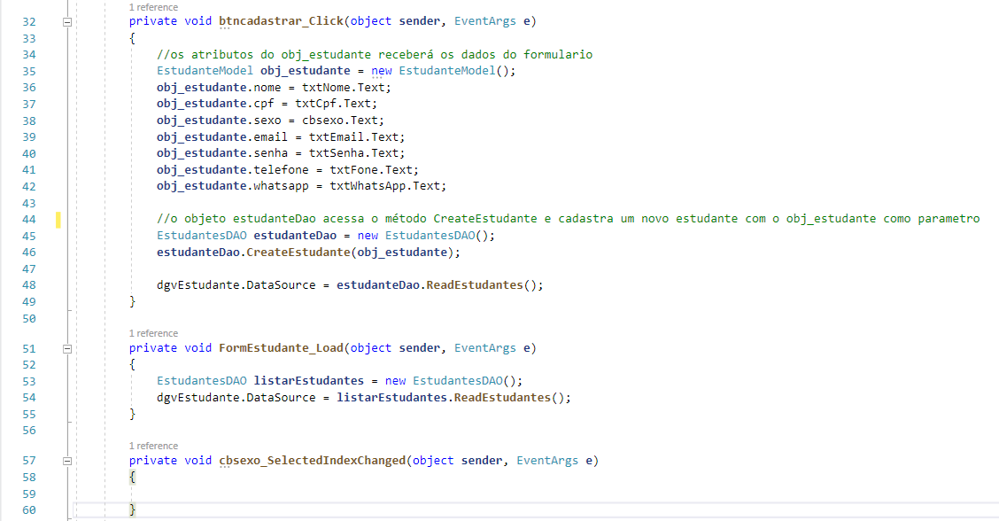 1 reference
32 private void btncadastrar_Click(object sender, EventArgs e)
33 {
34 //os atributos do obj_estudante receberá os dados do formulario
35 EstudanteModel obj_estudante = new EstudanteModel();
36 obj_estudante.nome = txtNome.Text;
37 obj_estudante.cpf = txtCpf.Text;
38 obj_estudante.sexo = cbsexo.Text;
39 obj_estudante.email = txtEmail.Text;
40 obj_estudante.senha = txtSenha.Text;
41 obj_estudante.telefone = txtFone.Text;
42 obj_estudante.whatsapp = txtWhatsApp.Text;
43
44 //o objeto estudanteDao acessa o método CreateEstudante e cadastra um novo estudante com o obj_estudante como parametro
45 EstudantesDAO estudanteDao = new EstudantesDAO();
46 estudanteDao.CreateEstudante(obj_estudante);
47
48 dgvEstudante.DataSource = estudanteDao.ReadEstudantes();
49 }
50
1 reference
51 private void FormEstudante_Load(object sender, EventArgs e)
52 {
53 EstudantesDAO listarEstudantes = new EstudantesDAO();
54 dgvEstudante.DataSource = listarEstudantes.ReadEstudantes();
55 }
56
1 reference
57 private void cbsexo_SelectedIndexChanged(object sender, EventArgs e)
58 {
59
60 }